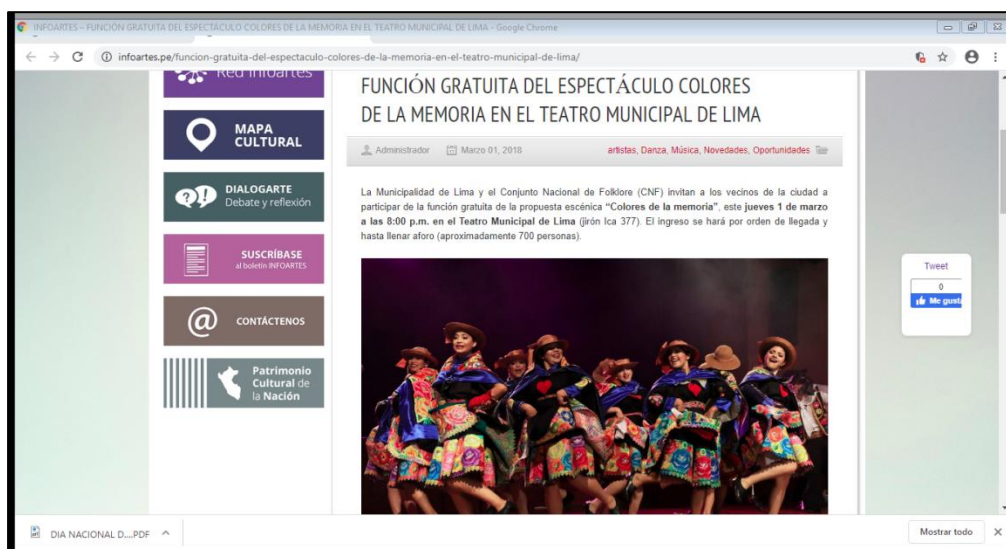 INFOARTES – FUNCIÓN GRATUITA DEL ESPECTÁCULO COLORES DE LA MEMORIA EN EL TEATRO MUNICIPAL DE LIMA - Google Chrome
infoartes.pe/funcion-gratuita-del-espectaculo-colores-de-la-memoria-en-el-teatro-municipal-de-lima/
Red Infoartes
MAPA
CULTURAL
DIALOGARTE
Debate y reflexión
SUSCRÍBASE
al boletín INFOARTES
@
CONTÁCTENOS
Patrimonio
Cultural de
la Nación
FUNCIÓN GRATUITA DEL ESPECTÁCULO COLORES
DE LA MEMORIA EN EL TEATRO MUNICIPAL DE LIMA
Administrador Marzo 01, 2018 artistas, Danza, Música, Novedades, Oportunidades
La Municipalidad de Lima y el Conjunto Nacional de Folklore (CNF) invitan a los vecinos de la ciudad a
participar de la función gratuita de la propuesta escénica “Colores de la memoria”, este jueves 1 de marzo
a las 8:00 p.m. en el Teatro Municipal de Lima (jirón Ica 377). El ingreso se hará por orden de llegada y
hasta llenar aforo (aproximadamente 700 personas).
Tweet
0
Me gusta
DIA NACIONAL D....PDF
Mostrar todo